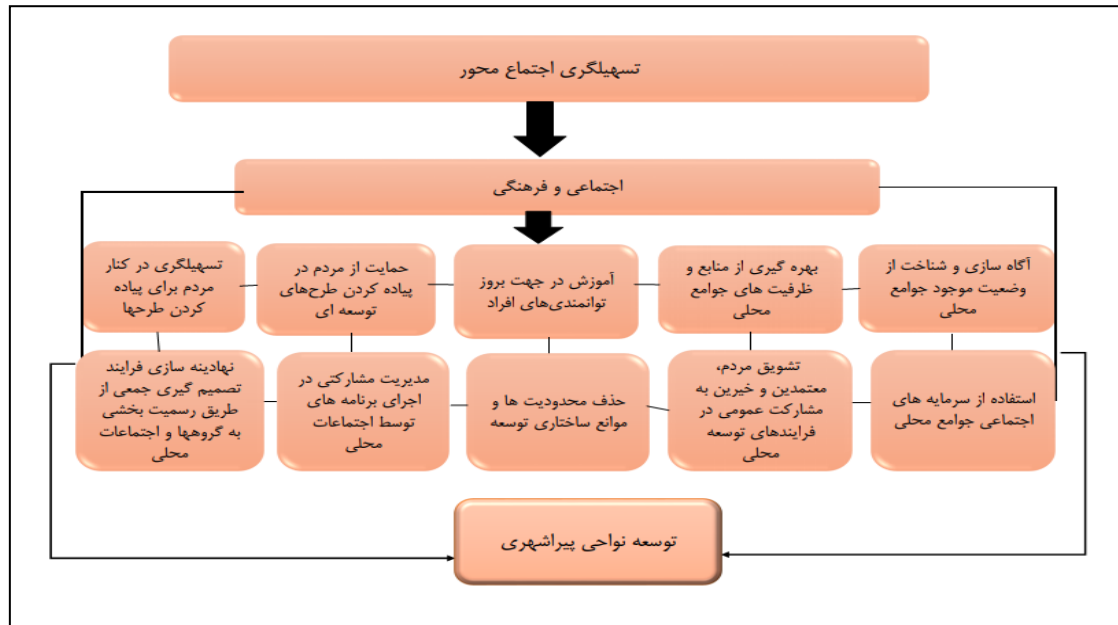 تسهیلگری اجتماع محور
اجتماعی و فرهنگی
آگاه سازی و شناخت از
وضعیت موجود جوامع
محلی
بهره گیری از منابع و
ظرفیت های جوامع
محلی
آموزش در جهت بروز
توانمندی‌های افراد
حمایت از مردم در
پیاده کردن طرح‌های
توسعه ای
تسهیلگری در کنار
مردم برای پیاده
کردن طرحها
استفاده از سرمایه های
اجتماعی جوامع محلی
تشویق مردم،
معتمدین و خیرین به
مشارکت عمومی در
فرایندهای توسعه
محلی
حذف محدودیت ها و
موانع ساختاری توسعه
مدیریت مشارکتی در
اجرای برنامه های
توسط اجتماعات
محلی
نهادینه سازی فرایند
تصمیم گیری جمعی از
طریق رسمیت بخشی
به گروهها و اجتماعات
محلی
توسعه نواحی پیراشهری